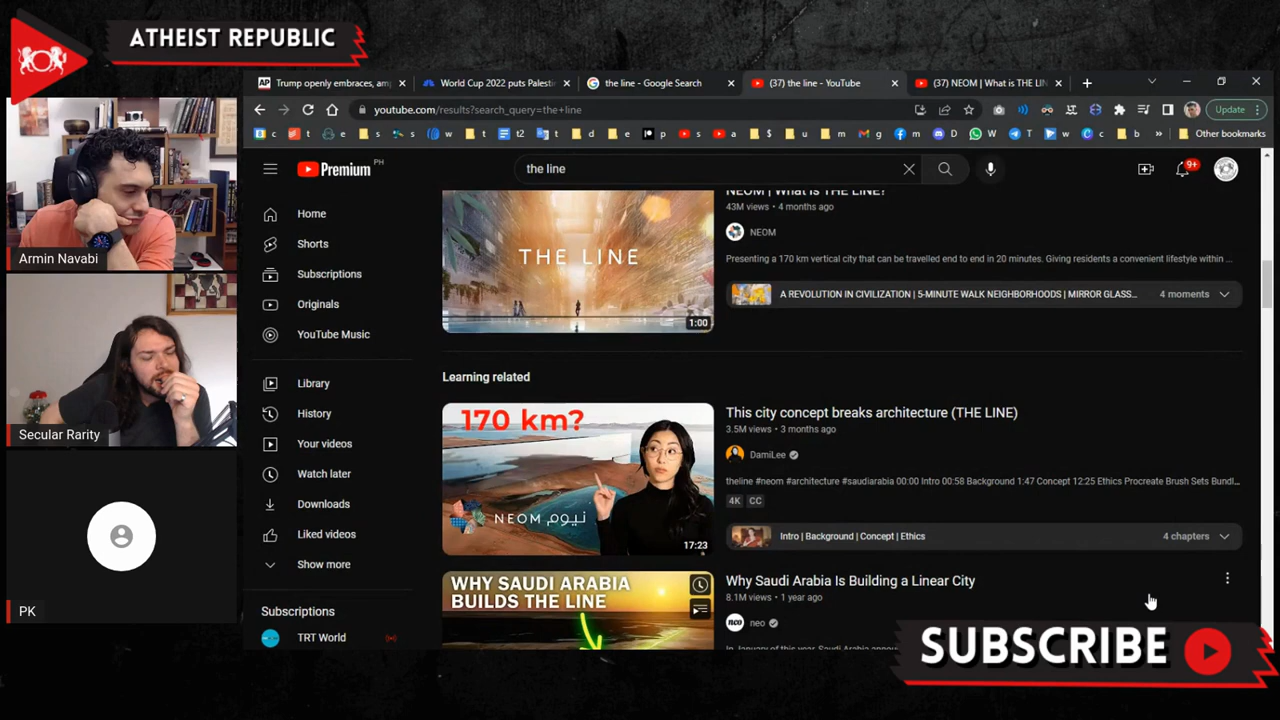 ATHEIST REPUBLIC
Trump openly embraces, am
World Cup 2022 puts Palesti
the line - Google Search
(37) the line - YouTube
(37) NEOM | What is THE LIN
youtube.com/results?search_query=the+line
Update
Other bookmarks
Premium PH
the line
9+
Home
Shorts
Subscriptions
Originals
YouTube Music
Library
History
Your videos
Watch later
Downloads
Liked videos
Show more
Subscriptions
TRT World
NEOM | What is THE LINE?
43M views • 4 months ago
NEOM
Presenting a 170 km vertical city that can be travelled end to end in 20 minutes. Giving residents a convenient lifestyle within ...
A REVOLUTION IN CIVILIZATION | 5-MINUTE WALK NEIGHBORHOODS | MIRROR GLASS...
4 moments
THE LINE
1:00
Learning related
170 km?
NEOM نيوم
17:23
This city concept breaks architecture (THE LINE)
3.5M views • 3 months ago
DamiLee
theline #neom #architecture #saudiarabia 00:00 Intro 00:58 Background 1:47 Concept 12:25 Ethics Procreate Brush Sets Bundl...
4K CC
Intro | Background | Concept | Ethics
4 chapters
WHY SAUDI ARABIA
BUILDS THE LINE
Why Saudi Arabia Is Building a Linear City
8.1M views • 1 year ago
neo
Armin Navabi
Secular Rarity
PK
SUBSCRIBE